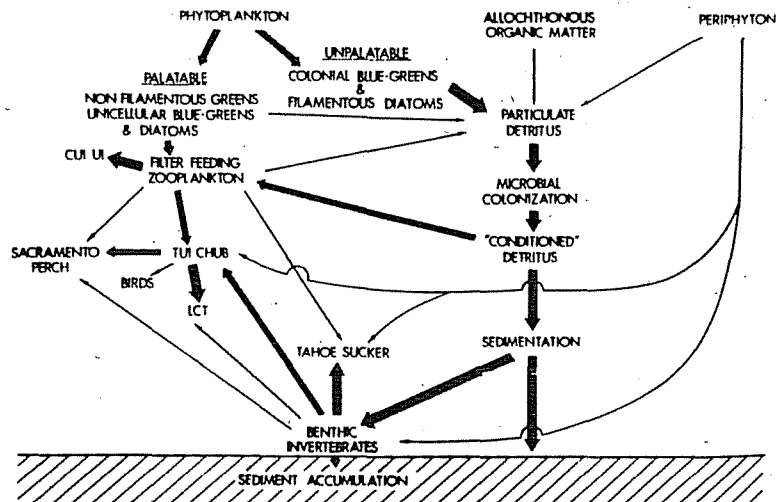 PHYTOPLANKTON
ALLOCHTHONOUS
ORGANIC MATTER
PERIPHYTON
UNPALATABLE
COLONIAL BLUE-GREENS
&
FILAMENTOUS DIATOMS
PALATABLE
NON FILAMENTOUS GREENS
UNICELLULAR BLUE-GREENS
& DIATOMS
PARTICULATE
DETRITUS
CUI UI
FILTER FEEDING
ZOOPLANKTON
MICROBIAL
COLONIZATION
"CONDITIONED"
DETRITUS
SACRAMENTO
PERCH
TUI CHUB
BIRDS
LCT
TAHOE SUCKER
SEDIMENTATION
BENTHIC
INVERTEBRATES
SEDIMENT ACCUMULATION